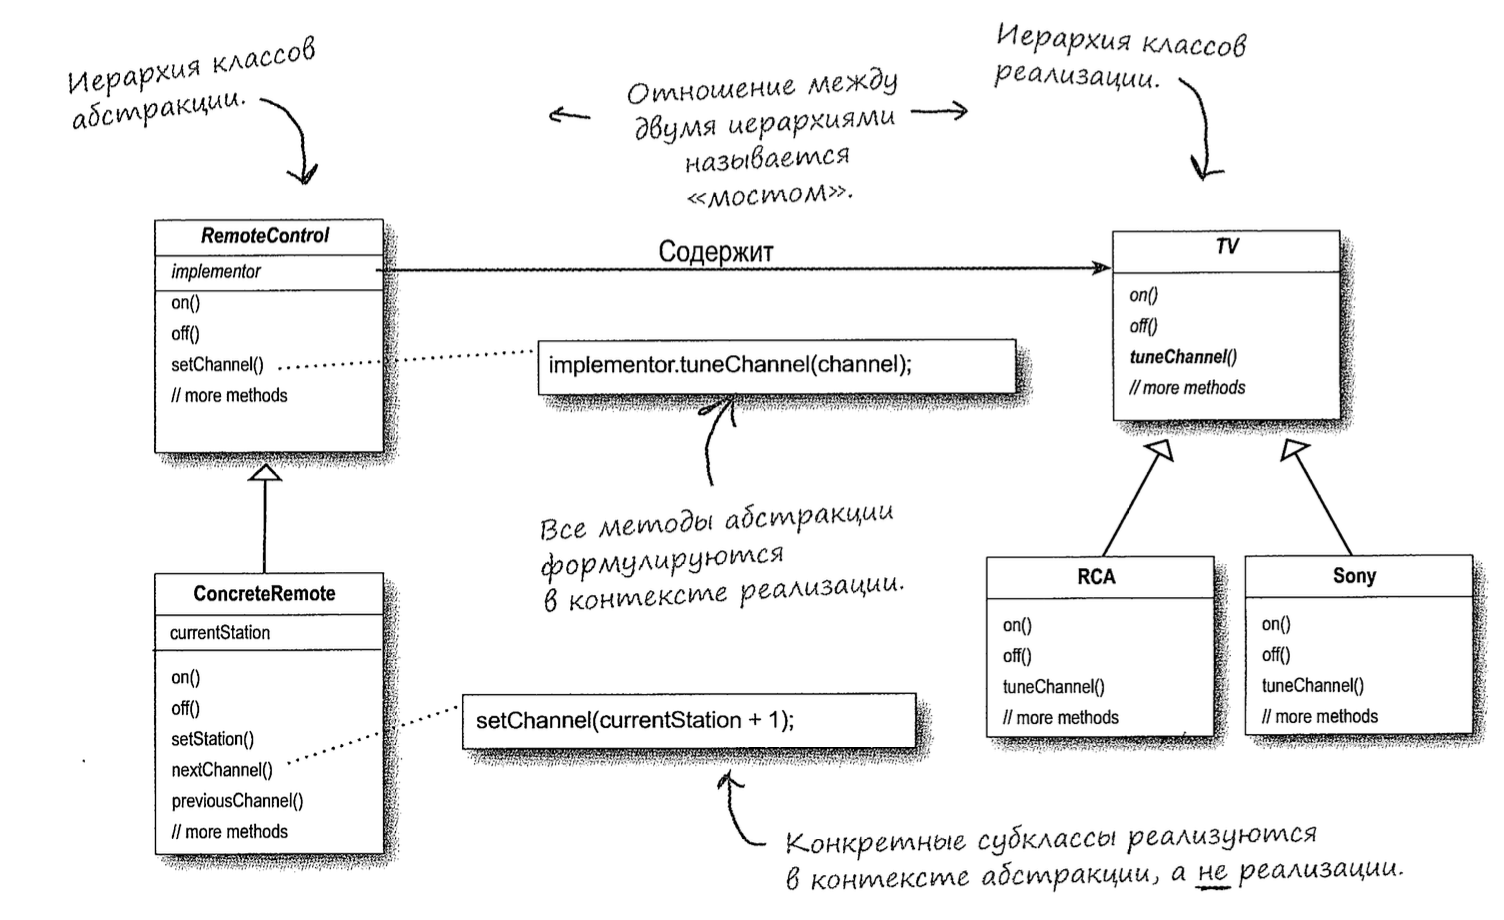 Иерархия классов
абстракции.
Отношение между
двумя иерархиями
называется
«мостом».
Иерархия классов
реализации.
RemoteControl
implementor
on()
off()
setChannel()
// more methods
Содержит
TV
on()
off()
tuneChannel()
// more methods
implementor.tuneChannel(channel);
Все методы абстракции
формулируются
в контексте реализации.
ConcreteRemote
currentStation
on()
off()
setStation()
nextChannel()
previousChannel()
// more methods
setChannel(currentStation + 1);
RCA
on()
off()
tuneChannel()
// more methods
Sony
on()
off()
tuneChannel()
// more methods
Конкретные субклассы реализуются
в контексте абстракции, а не реализации.